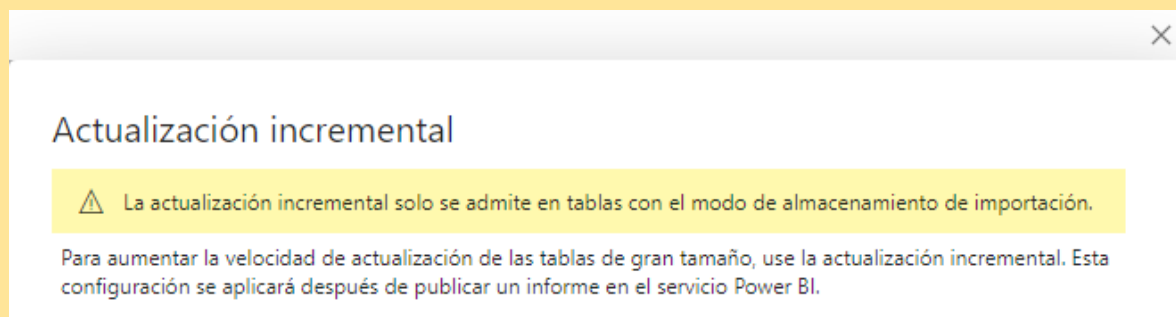 Actualización incremental
La actualización incremental solo se admite en tablas con el modo de almacenamiento de importación.
Para aumentar la velocidad de actualización de las tablas de gran tamaño, use la actualización incremental. Esta
configuración se aplicará después de publicar un informe en el servicio Power BI.